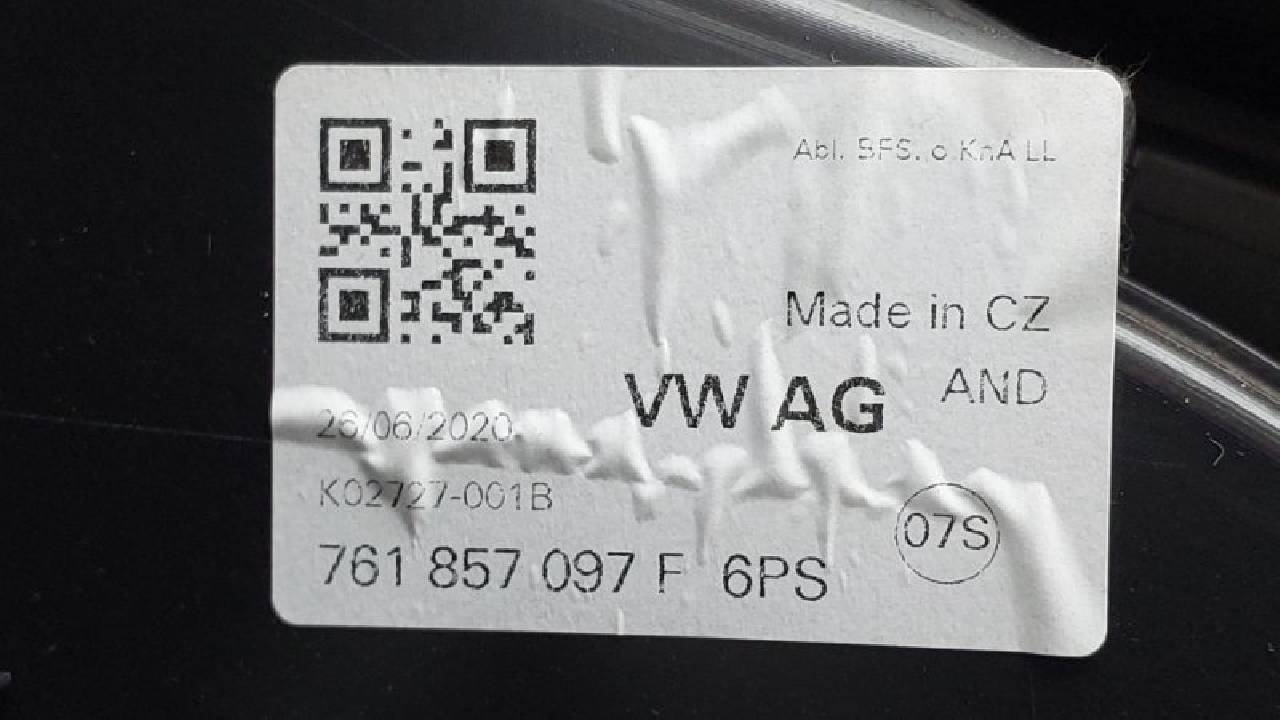 Abl. BFS. o KnA LL
Made in CZ
VW AG AND
26/06/2020
K02727-001B
07S
761 857 097 F 6PS